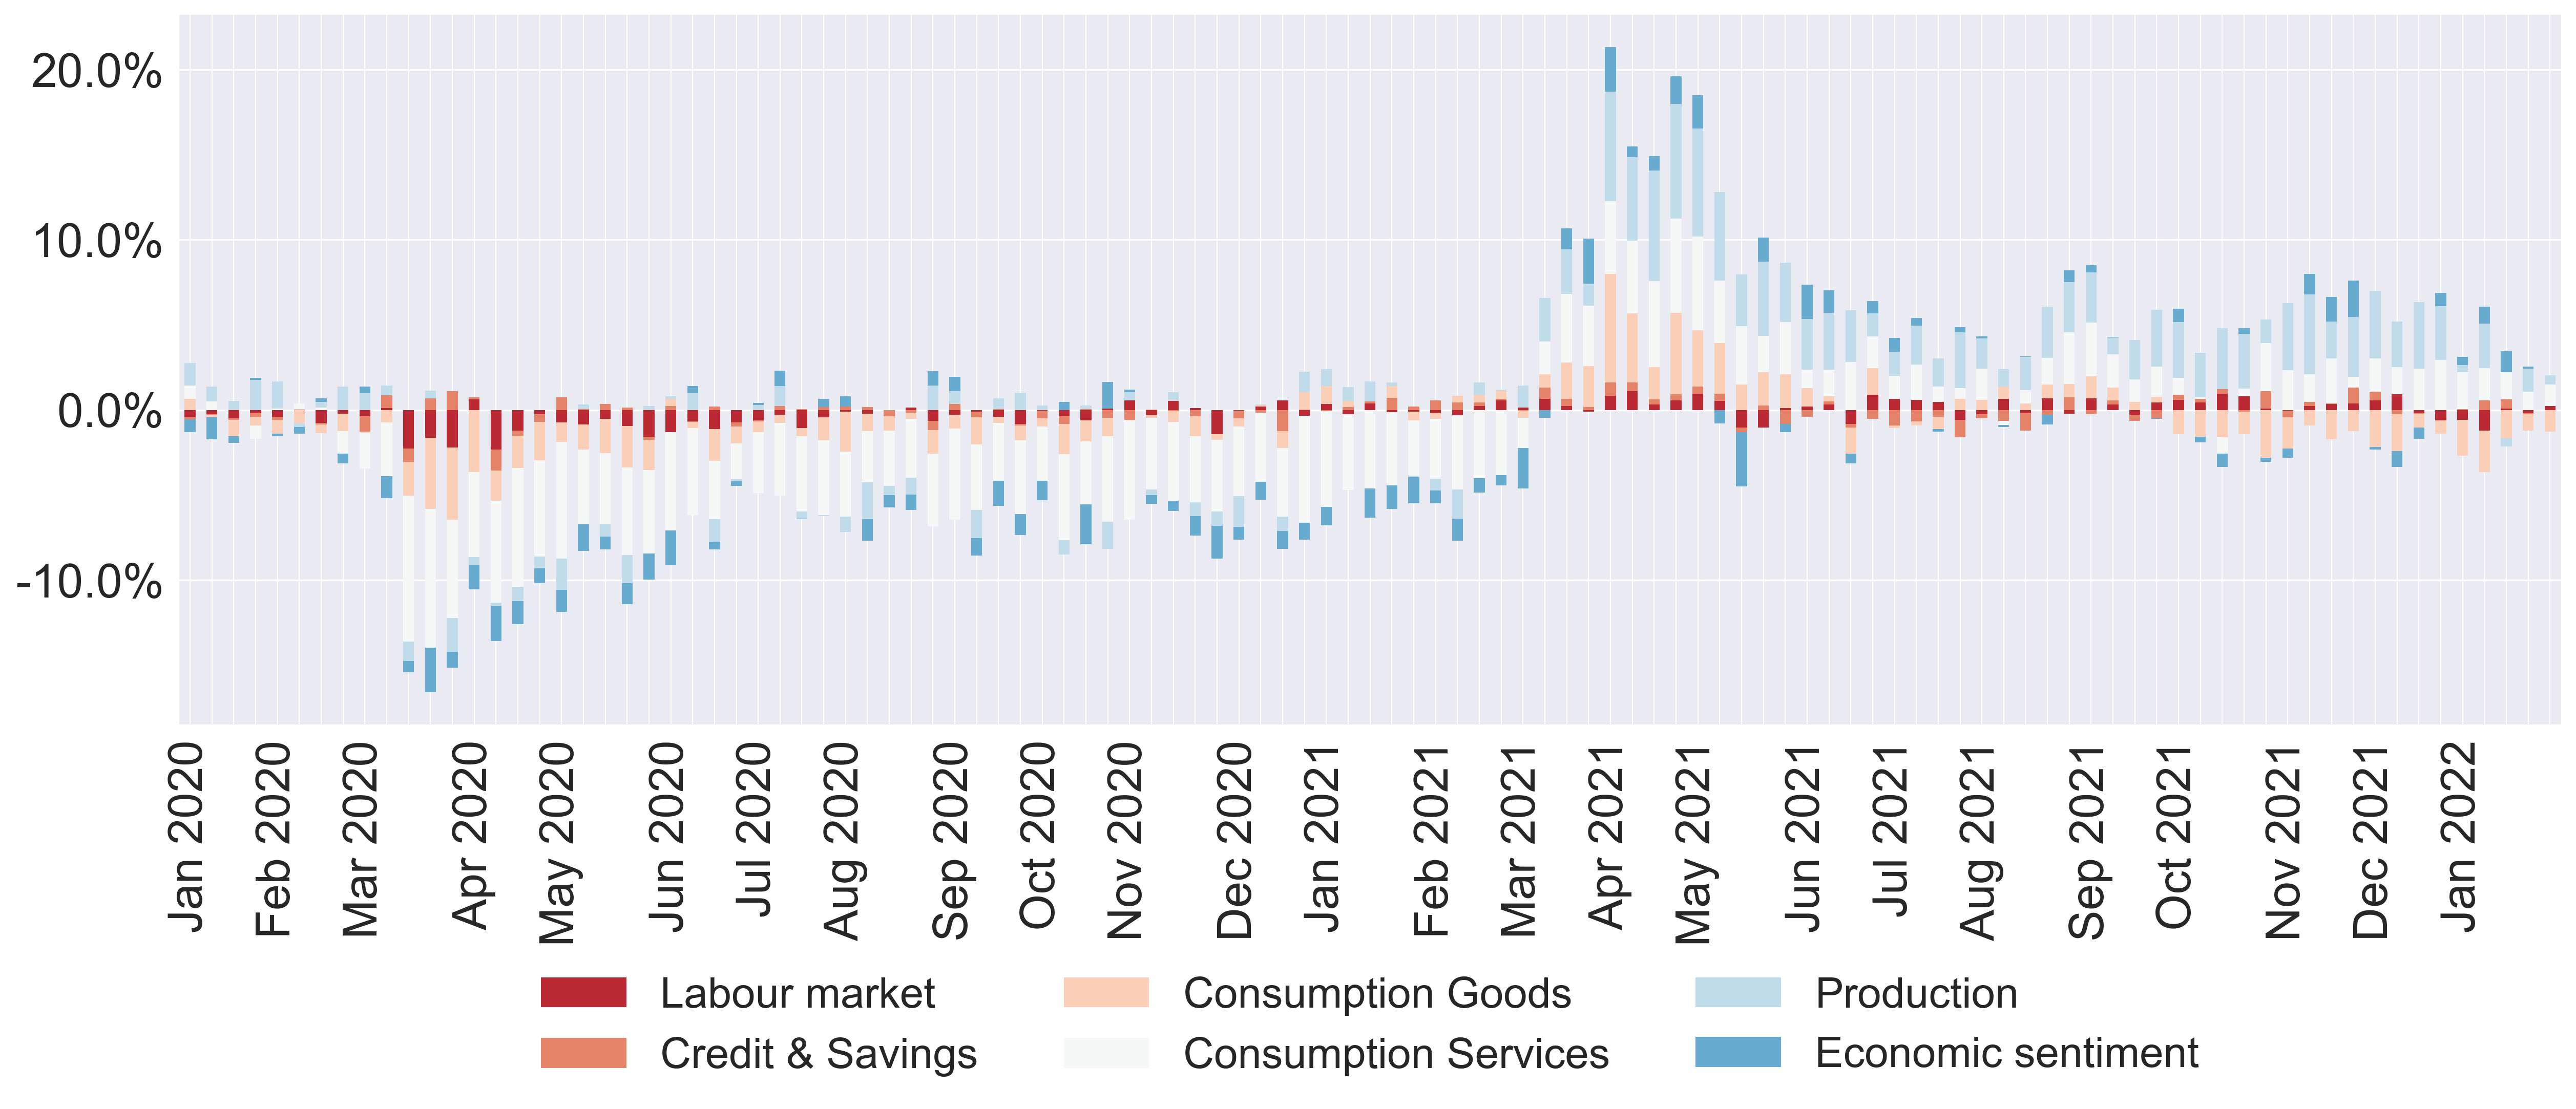 20.0%
10.0%
0.0%
-10.0%
Jan 2020
Feb 2020
Mar 2020
Apr 2020
May 2020
Jun 2020
Jul 2020
Aug 2020
Sep 2020
Oct 2020
Nov 2020
Dec 2020
Jan 2021
Feb 2021
Mar 2021
Apr 2021
May 2021
Jun 2021
Jul 2021
Aug 2021
Sep 2021
Oct 2021
Nov 2021
Dec 2021
Jan 2022
Labour market
Consumption Goods
Production
Credit & Savings
Consumption Services
Economic sentiment